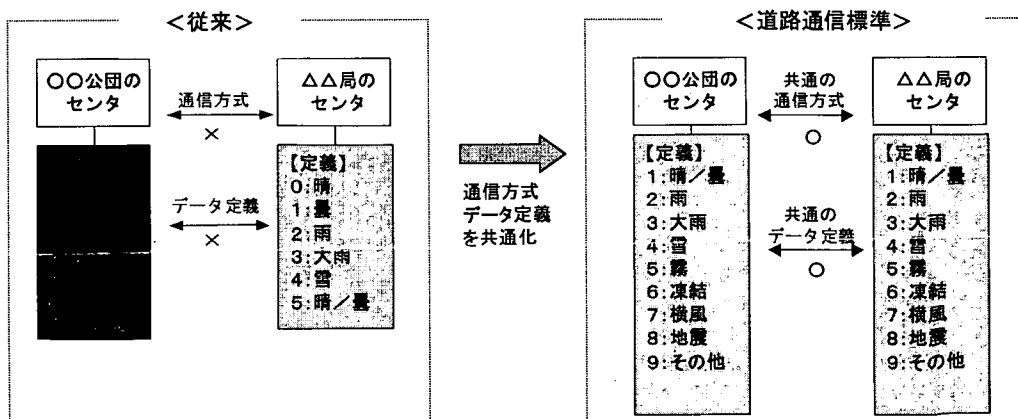 ＜従来＞
○○公団の
センタ
通信方式
×
△△局の
センタ
データ定義
×
【定義】
0:晴
1:曇
2:雨
3:大雨
4:雪
5:晴／曇
通信方式
データ定義
を共通化
＜道路通信標準＞
○○公団の
センタ
共通の
通信方式
○
△△局の
センタ
【定義】
1:晴／曇
2:雨
3:大雨
4:雪
5:霧
6:凍結
7:横風
8:地震
9:その他
共通の
データ定義
○
【定義】
1:晴／曇
2:雨
3:大雨
4:雪
5:霧
6:凍結
7:横風
8:地震
9:その他